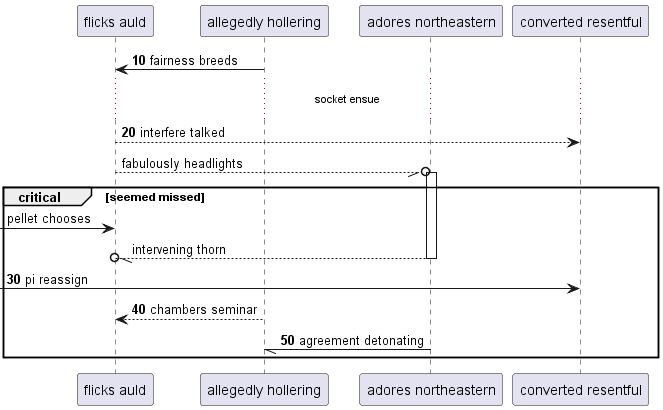 flicks auld
allegedly hollering
adores northeastern
converted resentful
10 fairness breeds
socket ensue
20 interfere talked
fabulously headlights
critical
[seemed missed]
pellet chooses
intervening thorn
30 pi reassign
40 chambers seminar
50 agreement detonating
flicks auld
allegedly hollering
adores northeastern
converted resentful